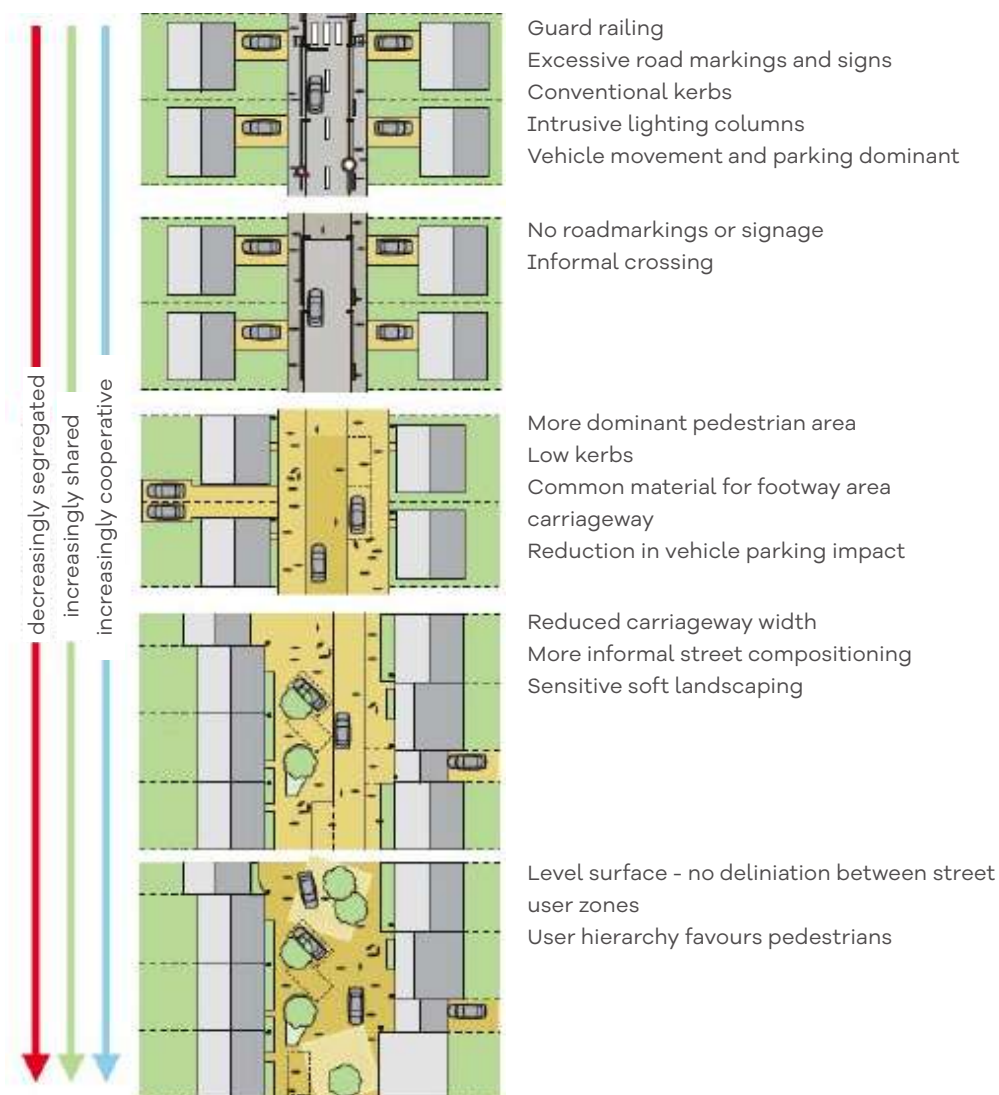 decreasingly segregated
increasingly shared
increasingly cooperative
Guard railing
Excessive road markings and signs
Conventional kerbs
Intrusive lighting columns
Vehicle movement and parking dominant
No roadmarkings or signage
Informal crossing
More dominant pedestrian area
Low kerbs
Common material for footway area
carriageway
Reduction in vehicle parking impact
Reduced carriageway width
More informal street compositioning
Sensitive soft landscaping
Level surface - no deliniation between street
user zones
User hierarchy favours pedestrians